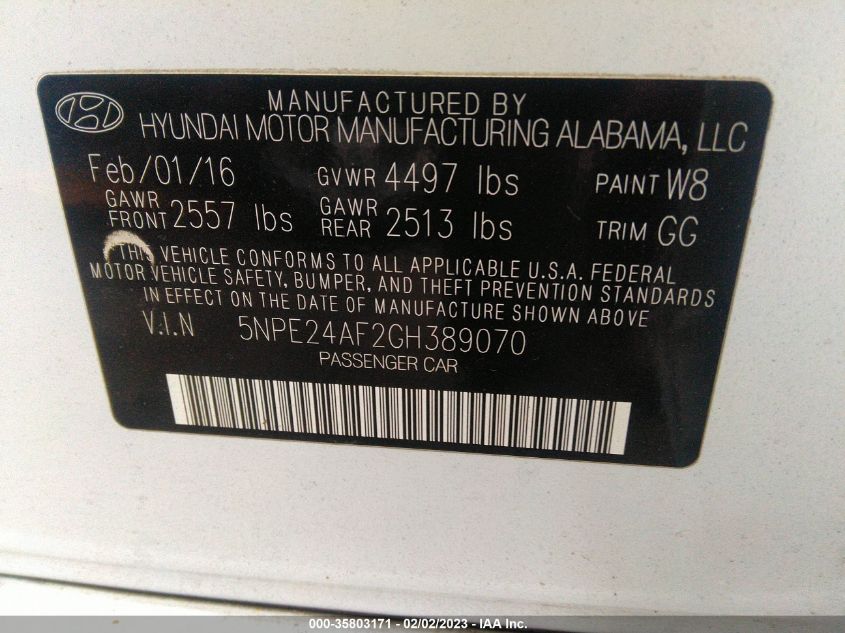 MANUFACTURED BY
HYUNDAI MOTOR MANUFACTURING ALABAMA, LLC
Feb/01/16 GVWR 4497 lbs PAINT W8
GAWR FRONT 2557 lbs GAWR REAR 2513 lbs TRIM GG
THIS VEHICLE CONFORMS TO ALL APPLICABLE U.S.A. FEDERAL
MOTOR VEHICLE SAFETY, BUMPER, AND THEFT PREVENTION STANDARDS
IN EFFECT ON THE DATE OF MANUFACTURE SHOWN ABOVE
V.I.N 5NPE24AF2GH389070
PASSENGER CAR
000-35803171 - 02/02/2023 - IAA Inc.